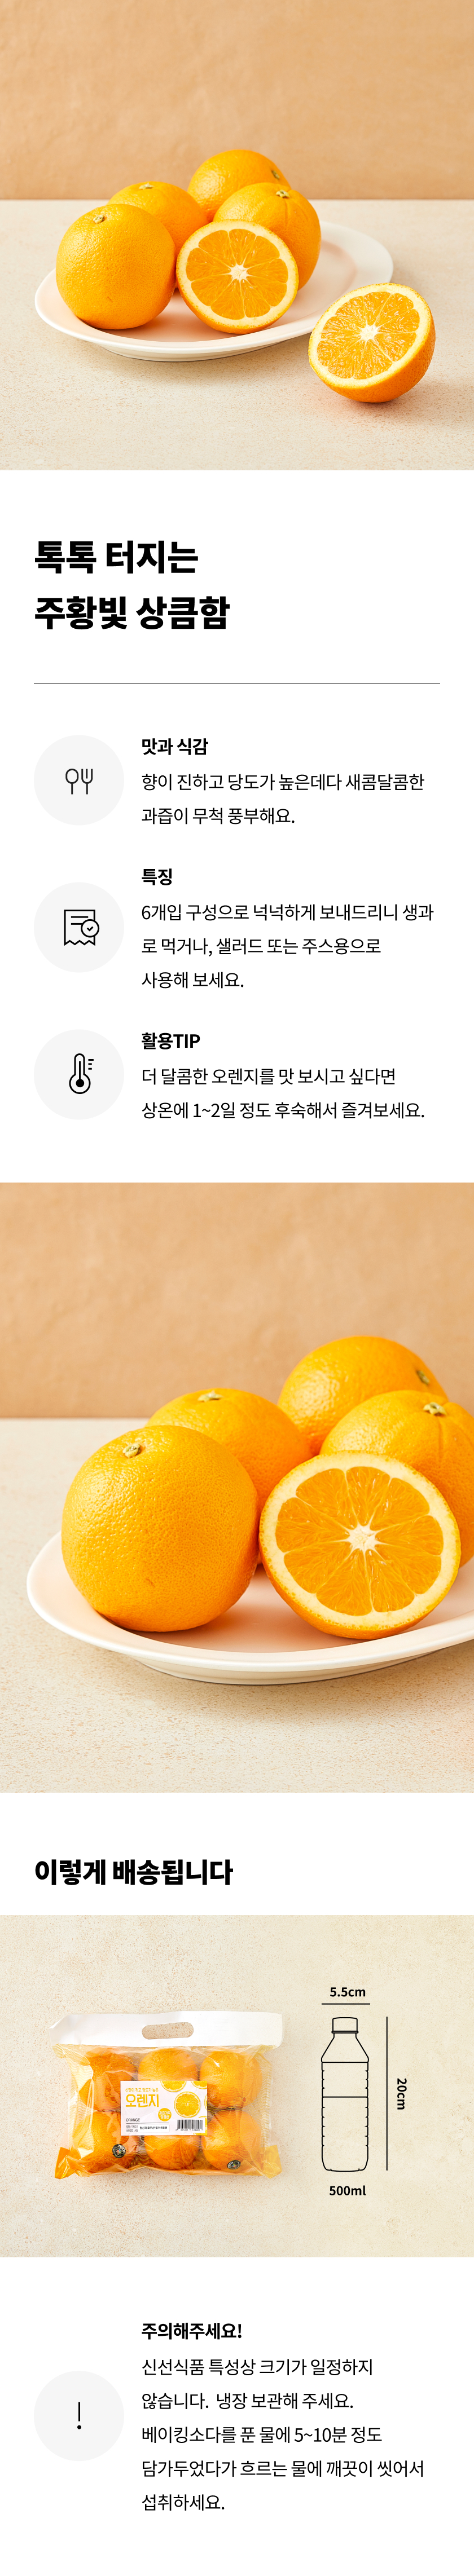 톡톡 터지는
주황빛 상큼함
맛과 식감
향이 진하고 당도가 높은데다 새콤달콤한
과즙이 무척 풍부해요.
특징
6개입 구성으로 넉넉하게 보내드리니 생과
로 먹거나, 샐러드 또는 주스용으로
사용해 보세요.
활용TIP
더 달콤한 오렌지를 맛 보시고 싶다면
상온에 1~2일 정도 후숙해서 즐겨보세요.
이렇게 배송됩니다
오렌지
5.5cm
20cm
500ml
주의해주세요!
신선식품 특성상 크기가 일정하지
않습니다. 냉장 보관해 주세요.
베이킹소다를 푼 물에 5~10분 정도
담가두었다가 흐르는 물에 깨끗이 씻어서
섭취하세요.